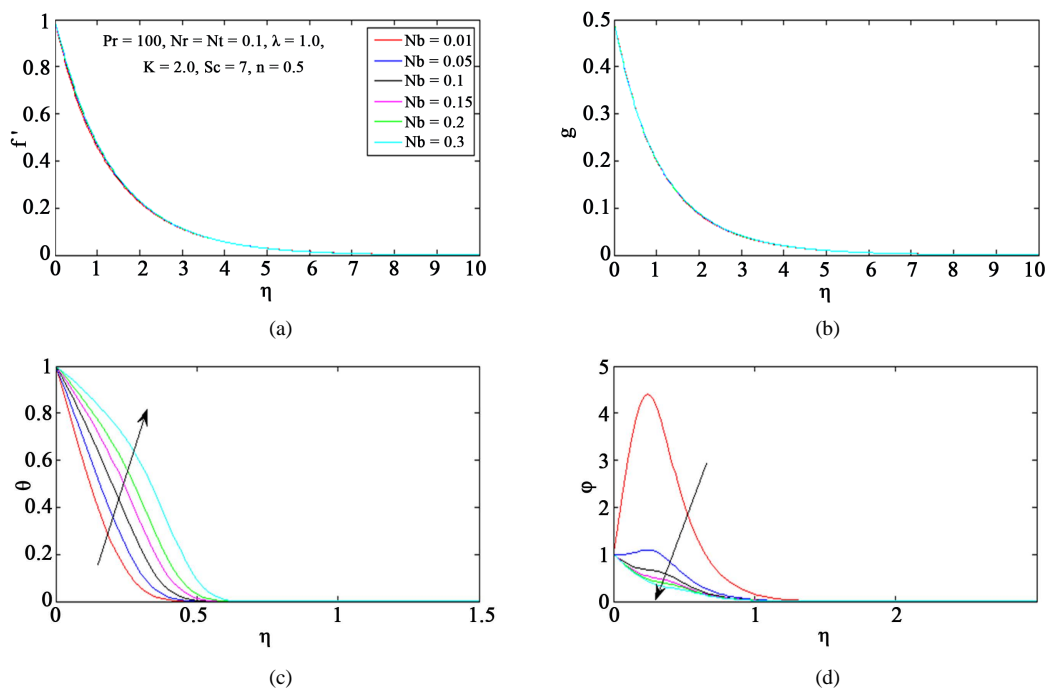 Pr = 100, Nr = Nt = 0.1, λ = 1.0,
K = 2.0, Sc = 7, n = 0.5
Nb = 0.01
Nb = 0.05
Nb = 0.1
Nb = 0.15
Nb = 0.2
Nb = 0.3
1
0.8
0.6
0.4
0.2
0
f '
0 1 2 3 4 5 6 7 8 9 10
η
(a)
0.5
0.4
0.3
0.2
0.1
0
g
0 1 2 3 4 5 6 7 8 9 10
η
(b)
1
0.8
0.6
0.4
0.2
0
θ
0 0.5 1 1.5
η
(c)
5
4
3
2
1
0
φ
0 1 2
η
(d)